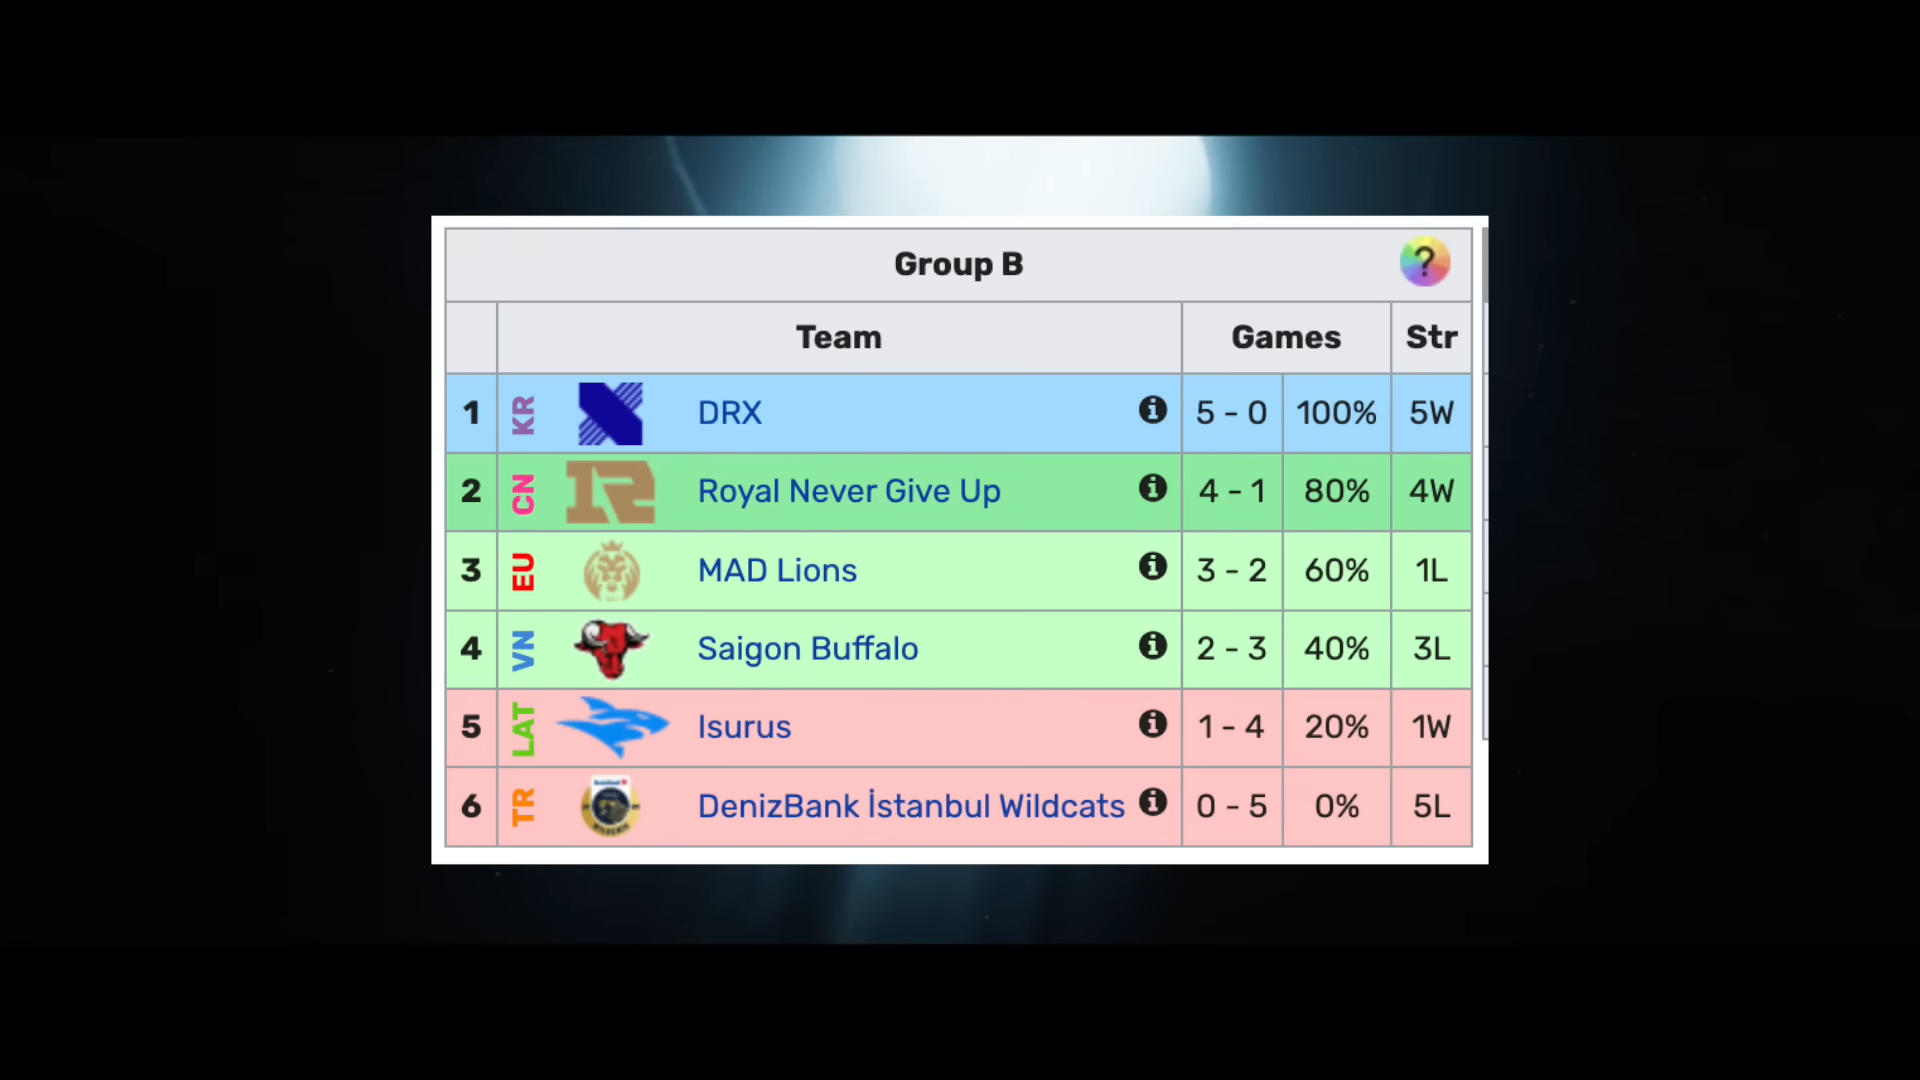 Group B ?
Team Games Str
1 KR DRX i 5 - 0 100% 5W
2 CN Royal Never Give Up i 4 - 1 80% 4W
3 EU MAD Lions i 3 - 2 60% 1L
4 VN Saigon Buffalo i 2 - 3 40% 3L
5 LAT Isurus i 1 - 4 20% 1W
6 TR DenizBank İstanbul Wildcats i 0 - 5 0% 5L